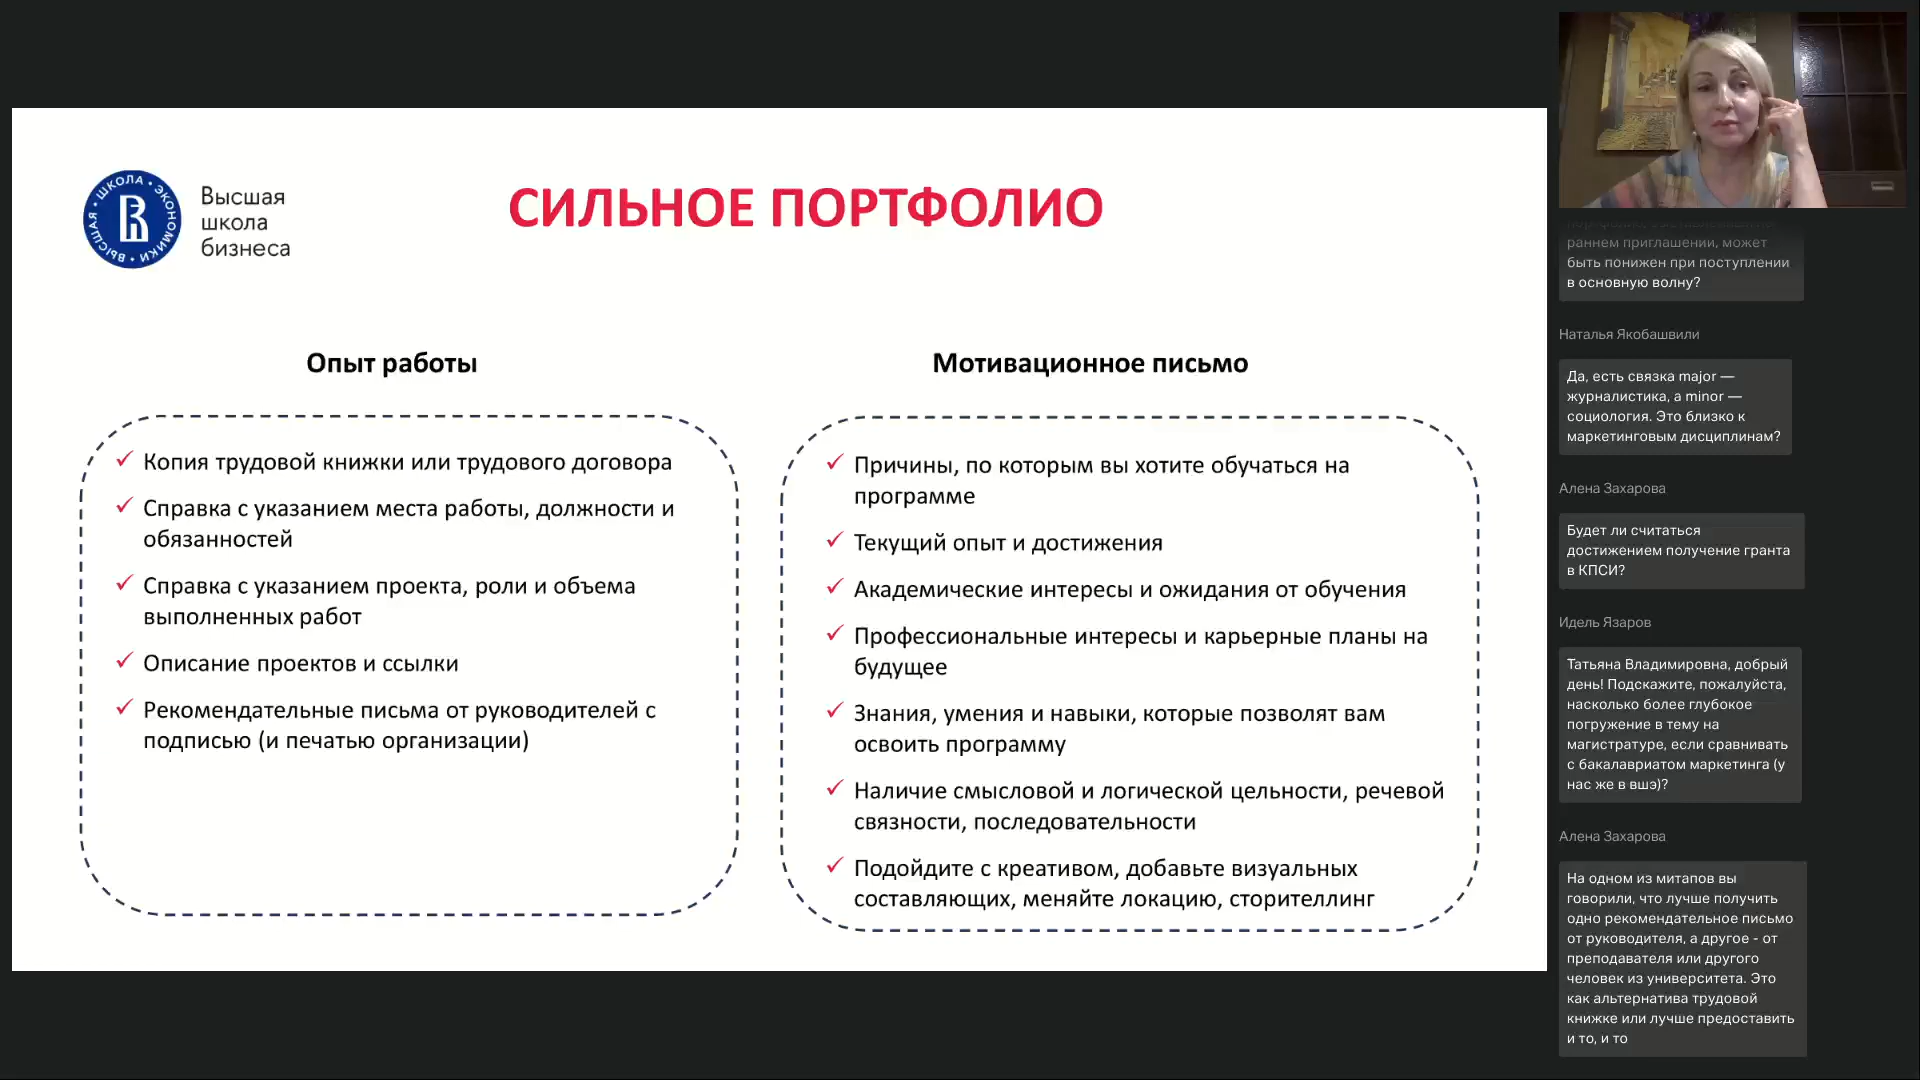 ВЫСШАЯ • ШКОЛА • ЭКОНОМИКИ •
Высшая
школа
бизнеса
СИЛЬНОЕ ПОРТФОЛИО
Опыт работы
✓ Копия трудовой книжки или трудового договора
✓ Справка с указанием места работы, должности и
обязанностей
✓ Справка с указанием проекта, роли и объема
выполненных работ
✓ Описание проектов и ссылки
✓ Рекомендательные письма от руководителей с
подписью (и печатью организации)
Мотивационное письмо
✓ Причины, по которым вы хотите обучаться на
программе
✓ Текущий опыт и достижения
✓ Академические интересы и ожидания от обучения
✓ Профессиональные интересы и карьерные планы на
будущее
✓ Знания, умения и навыки, которые позволят вам
освоить программу
✓ Наличие смысловой и логической цельности, речевой
связности, последовательности
✓ Подойдите с креативом, добавьте визуальных
составляющих, меняйте локацию, сторителлинг
раннем приглашении, может
быть понижен при поступлении
в основную волну?
Наталья Якобашвили
Да, есть связка major —
журналистика, а minor —
социология. Это близко к
маркетинговым дисциплинам?
Алена Захарова
Будет ли считаться
достижением получение гранта
в КПСИ?
Идель Язаров
Татьяна Владимировна, добрый
день! Подскажите, пожалуйста,
насколько более глубокое
погружение в тему на
магистратуре, если сравнивать
с бакалавриатом маркетинга (у
нас же в вшэ)?
Алена Захарова
На одном из митапов вы
говорили, что лучше получить
одно рекомендательное письмо
от руководителя, а другое - от
преподавателя или другого
человек из университета. Это
как альтернатива трудовой
книжке или лучше предоставить
и то, и то